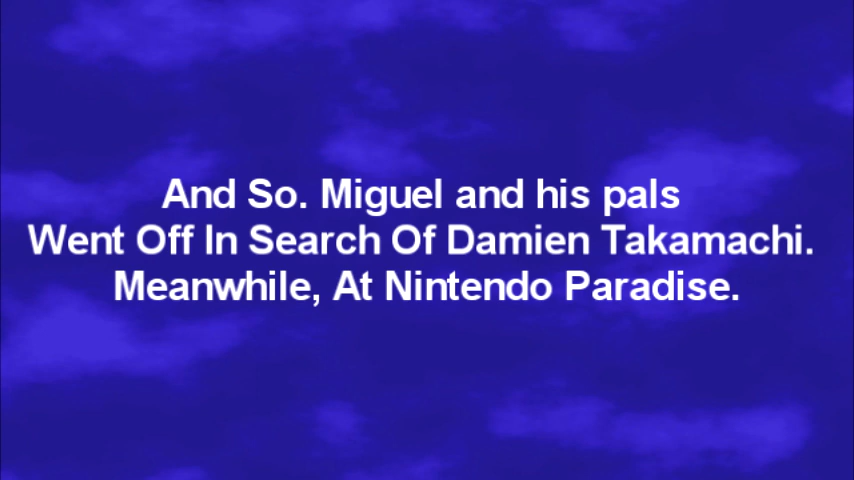 And So. Miguel and his pals
Went Off In Search Of Damien Takamachi.
Meanwhile, At Nintendo Paradise.